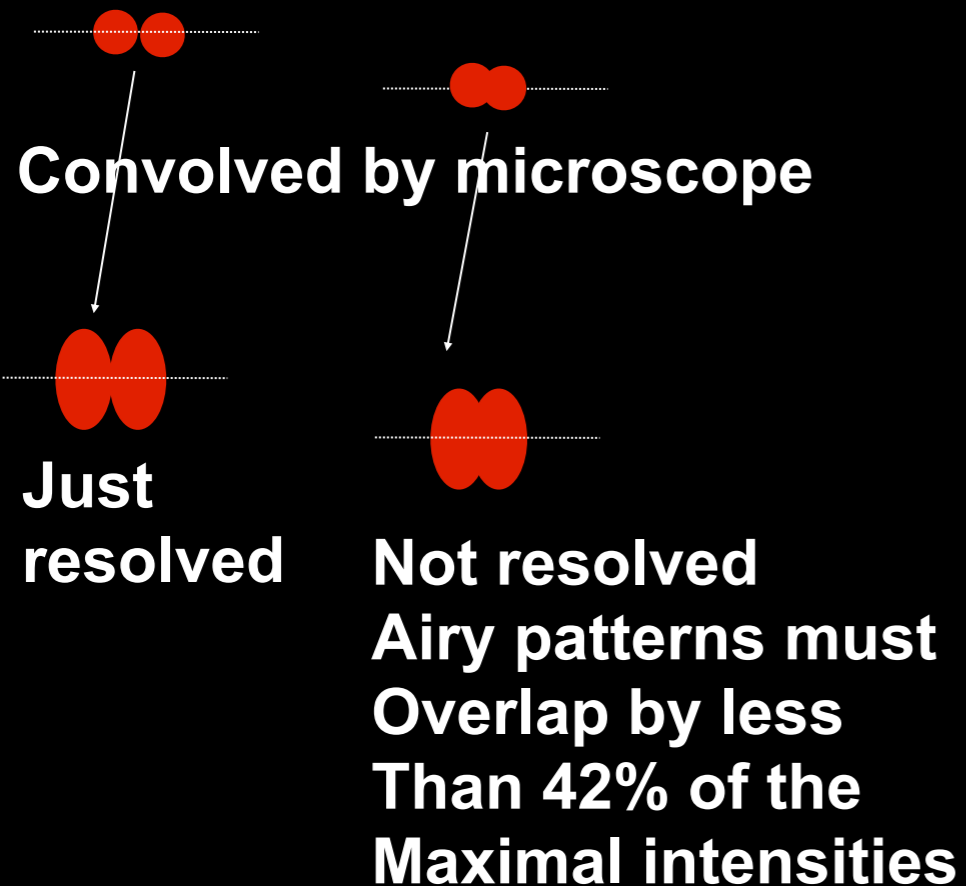 Convolved by microscope
Just
resolved
Not resolved
Airy patterns must
Overlap by less
Than 42% of the
Maximal intensities